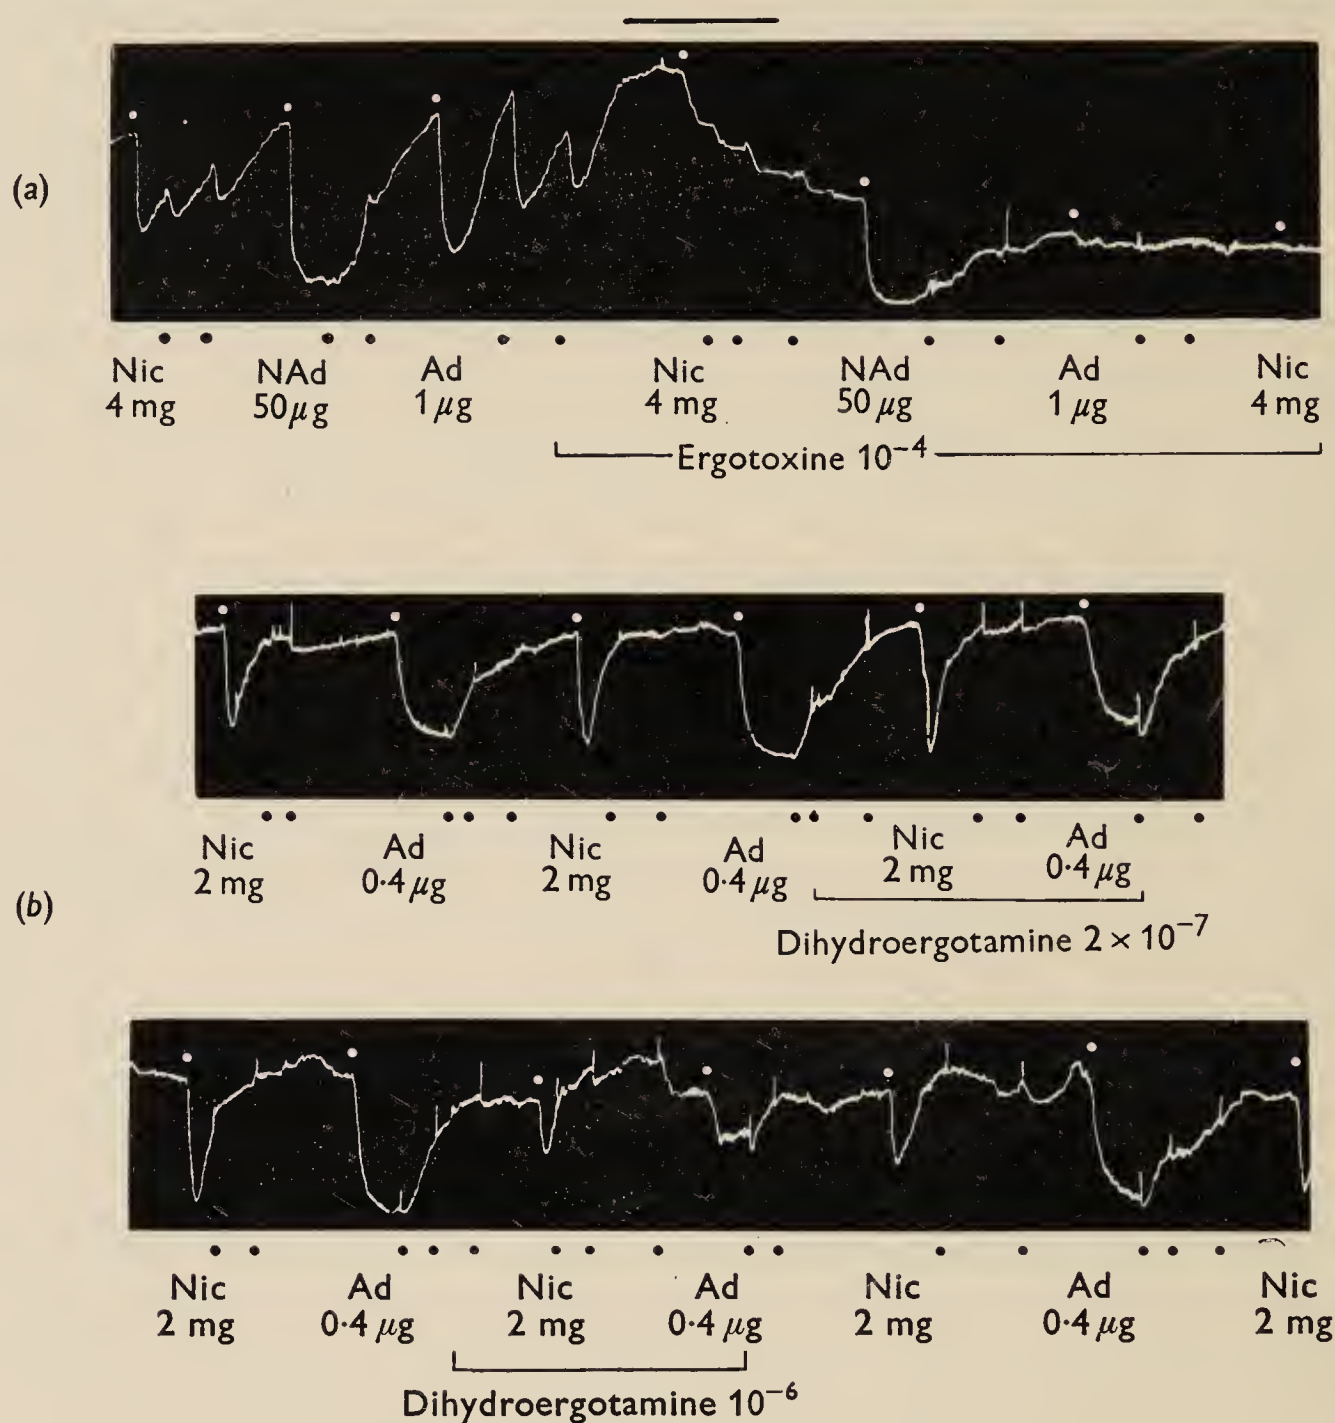 (a)
Nic NAd Ad Nic NAd Ad Nic
4 mg 50 µg 1 µg 4 mg 50 µg 1 µg 4 mg
Ergotoxine 10⁻⁴
(b)
Nic Ad Nic Ad Nic Ad
2 mg 0·4 µg 2 mg 0·4 µg 2 mg 0·4 µg
Dihydroergotamine 2 × 10⁻⁷
Nic Ad Nic Ad Nic Ad Nic
2 mg 0·4 µg 2 mg 0·4 µg 2 mg 0·4 µg 2 mg
Dihydroergotamine 10⁻⁶